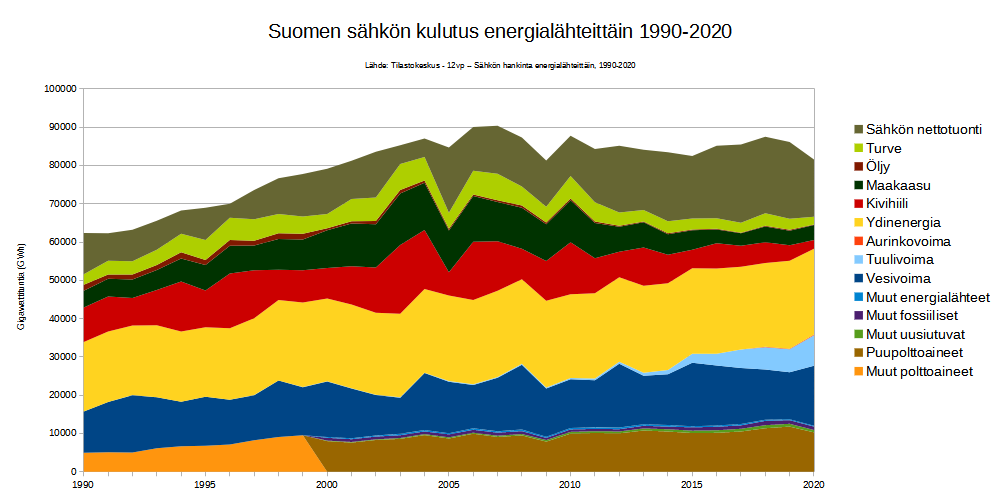 Suomen sähkön kulutus energialähteittäin 1990-2020
Lähde: Tilastokeskus - 12vp – Sähkön hankinta energialähteittäin, 1990-2020
Gigawattituntia (GWh)
100000
90000
80000
70000
60000
50000
40000
30000
20000
10000
0
1990 1995 2000 2005 2010 2015 2020
Sähkön nettotuonti
Turve
Öljy
Maakaasu
Kivihiili
Ydinenergia
Aurinkovoima
Tuulivoima
Vesivoima
Muut energialähteet
Muut fossiiliset
Muut uusiutuvat
Puupolttoaineet
Muut polttoaineet